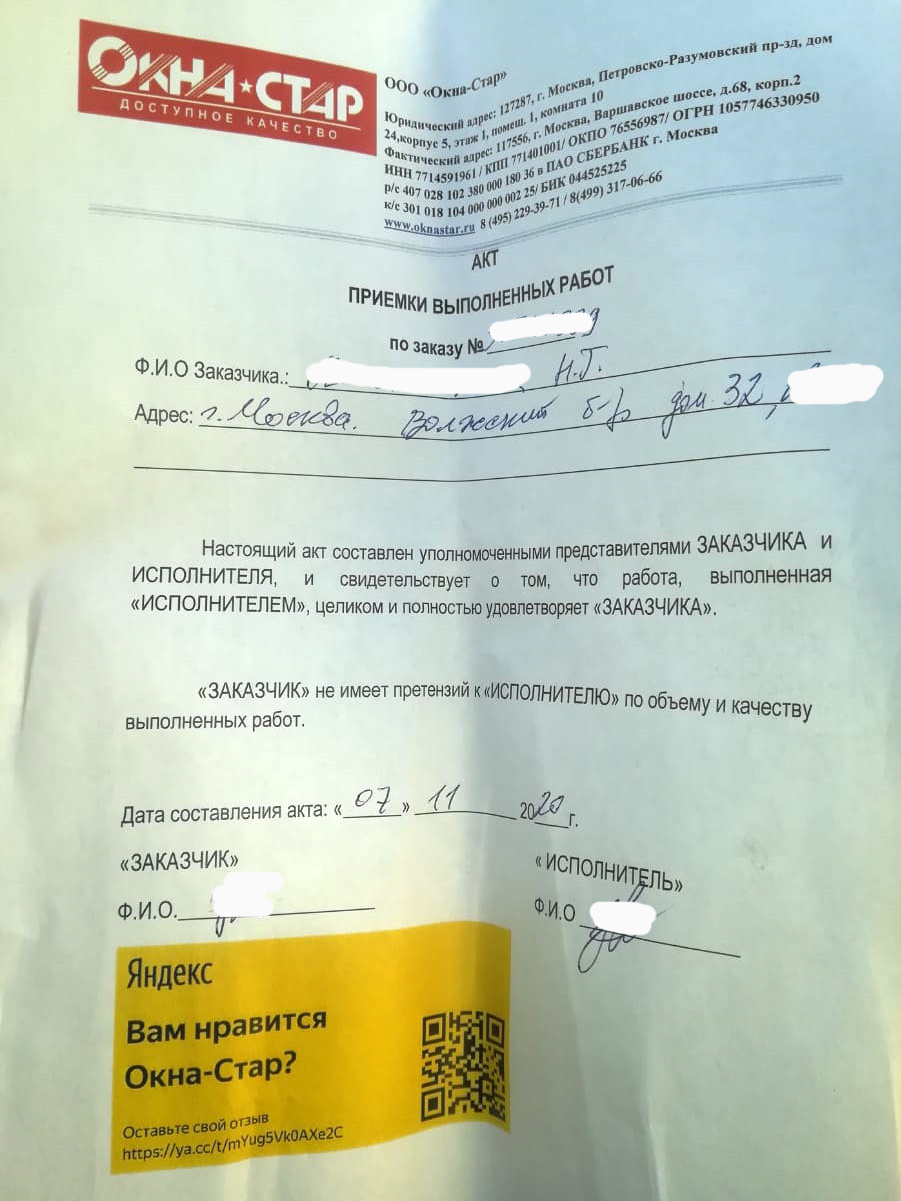 ОКНА СТАР
ДОСТУПНОЕ КАЧЕСТВО
ООО «Окна-Стар»
Юридический адрес: 127287, г. Москва, Петровско-Разумовский пр-зд, дом
24,корпус 5, этаж 1, помещ. 1, комната 10
Фактический адрес: 117556, г. Москва, Варшавское шоссе, д.68, корп.2
ИНН 7714591961 / КПП 771401001/ ОКПО 76556987/ ОГРН 1057746330950
р/с 407 028 102 380 000 180 36 в ПАО СБЕРБАНК г. Москва
к/с 301 018 104 000 000 002 25/ БИК 044525225
www.oknastar.ru 8 (495) 229-39-71 / 8(499) 317-06-66
АКТ
ПРИЕМКИ ВЫПОЛНЕННЫХ РАБОТ
по заказу №
Ф.И.О Заказчика.: Н.Г.
Адрес: г. Москва. Волжский б-р дом 32,
Настоящий акт составлен уполномоченными представителями ЗАКАЗЧИКА и
ИСПОЛНИТЕЛЯ, и свидетельствует о том, что работа, выполненная
«ИСПОЛНИТЕЛЕМ», целиком и полностью удовлетворяет «ЗАКАЗЧИКА».
«ЗАКАЗЧИК» не имеет претензий к «ИСПОЛНИТЕЛЮ» по объему и качеству
выполненных работ.
Дата составления акта: «07» 11 2020 г.
«ЗАКАЗЧИК» « ИСПОЛНИТЕЛЬ»
Ф.И.О. Ф.И.О
Яндекс
Вам нравится
Окна-Стар?
Оставьте свой отзыв
https://ya.cc/t/mYug5Vk0AXe2C